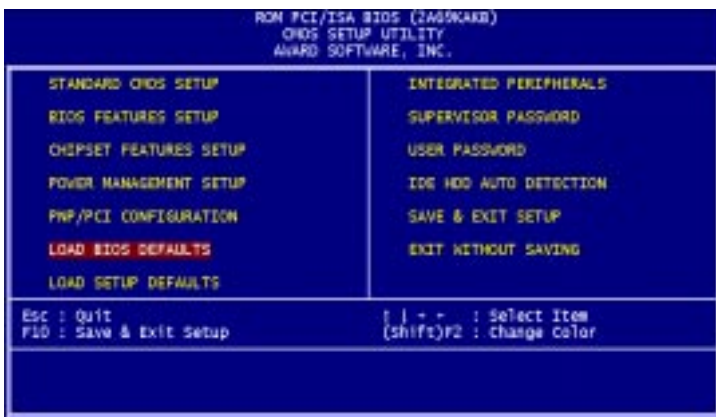 ROM PCI/ISA BIOS (2A69KAKB)
CMOS SETUP UTILITY
AWARD SOFTWARE, INC.
STANDARD CMOS SETUP
BIOS FEATURES SETUP
CHIPSET FEATURES SETUP
POWER MANAGEMENT SETUP
PNP/PCI CONFIGURATION
LOAD BIOS DEFAULTS
LOAD SETUP DEFAULTS
INTEGRATED PERIPHERALS
SUPERVISOR PASSWORD
USER PASSWORD
IDE HDD AUTO DETECTION
SAVE & EXIT SETUP
EXIT WITHOUT SAVING
Esc : Quit
F10 : Save & Exit Setup
: Select Item
(Shift)F2 : Change Color